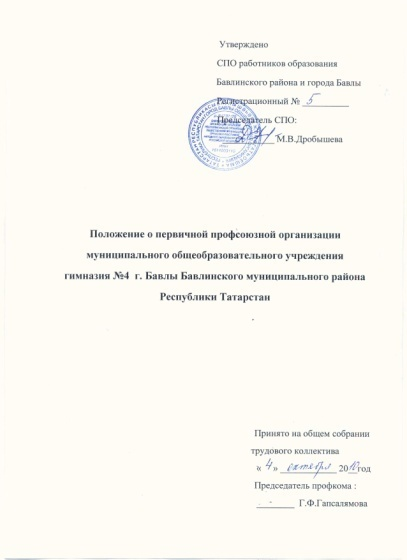 Утверждено
СПО работников образования
Бавлинского района и города Бавлы
Регистрационный № 5
Председатель СПО:
М.В.Дробышева
Положение о первичной профсоюзной организации
муниципального общеобразовательного учреждения
гимназия №4 г. Бавлы Бавлинского муниципального района
Республики Татарстан
Принято на общем собрании
трудового коллектива
« 4 » октября 20 год
Председатель профкома :
Г.Ф.Гапсалямова